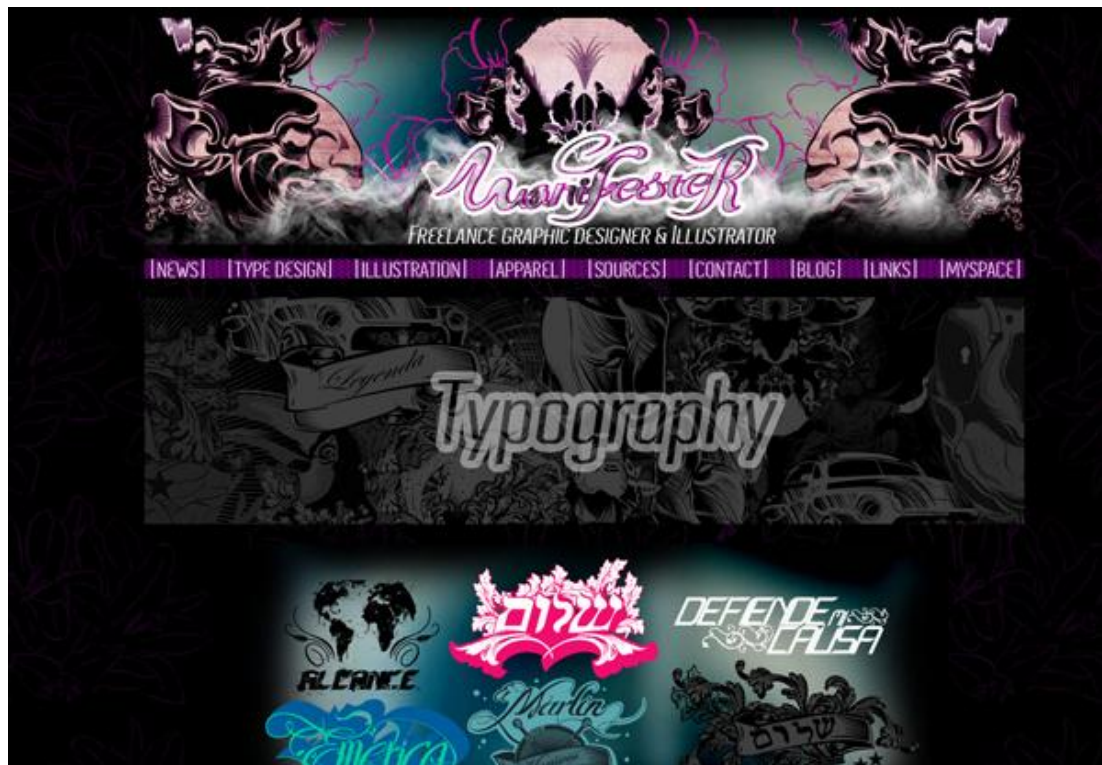 ManifesteR
FREELANCE GRAPHIC DESIGNER & ILLUSTRATOR
|NEWS| |TYPE DESIGN| |ILLUSTRATION| |APPAREL| |SOURCES| |CONTACT| |BLOG| |LINKS| |MYSPACE|
Leyenda
Typography
ALCANCE
שלום
DEFENDE mi
CAUSA
America
Marlin
שלום